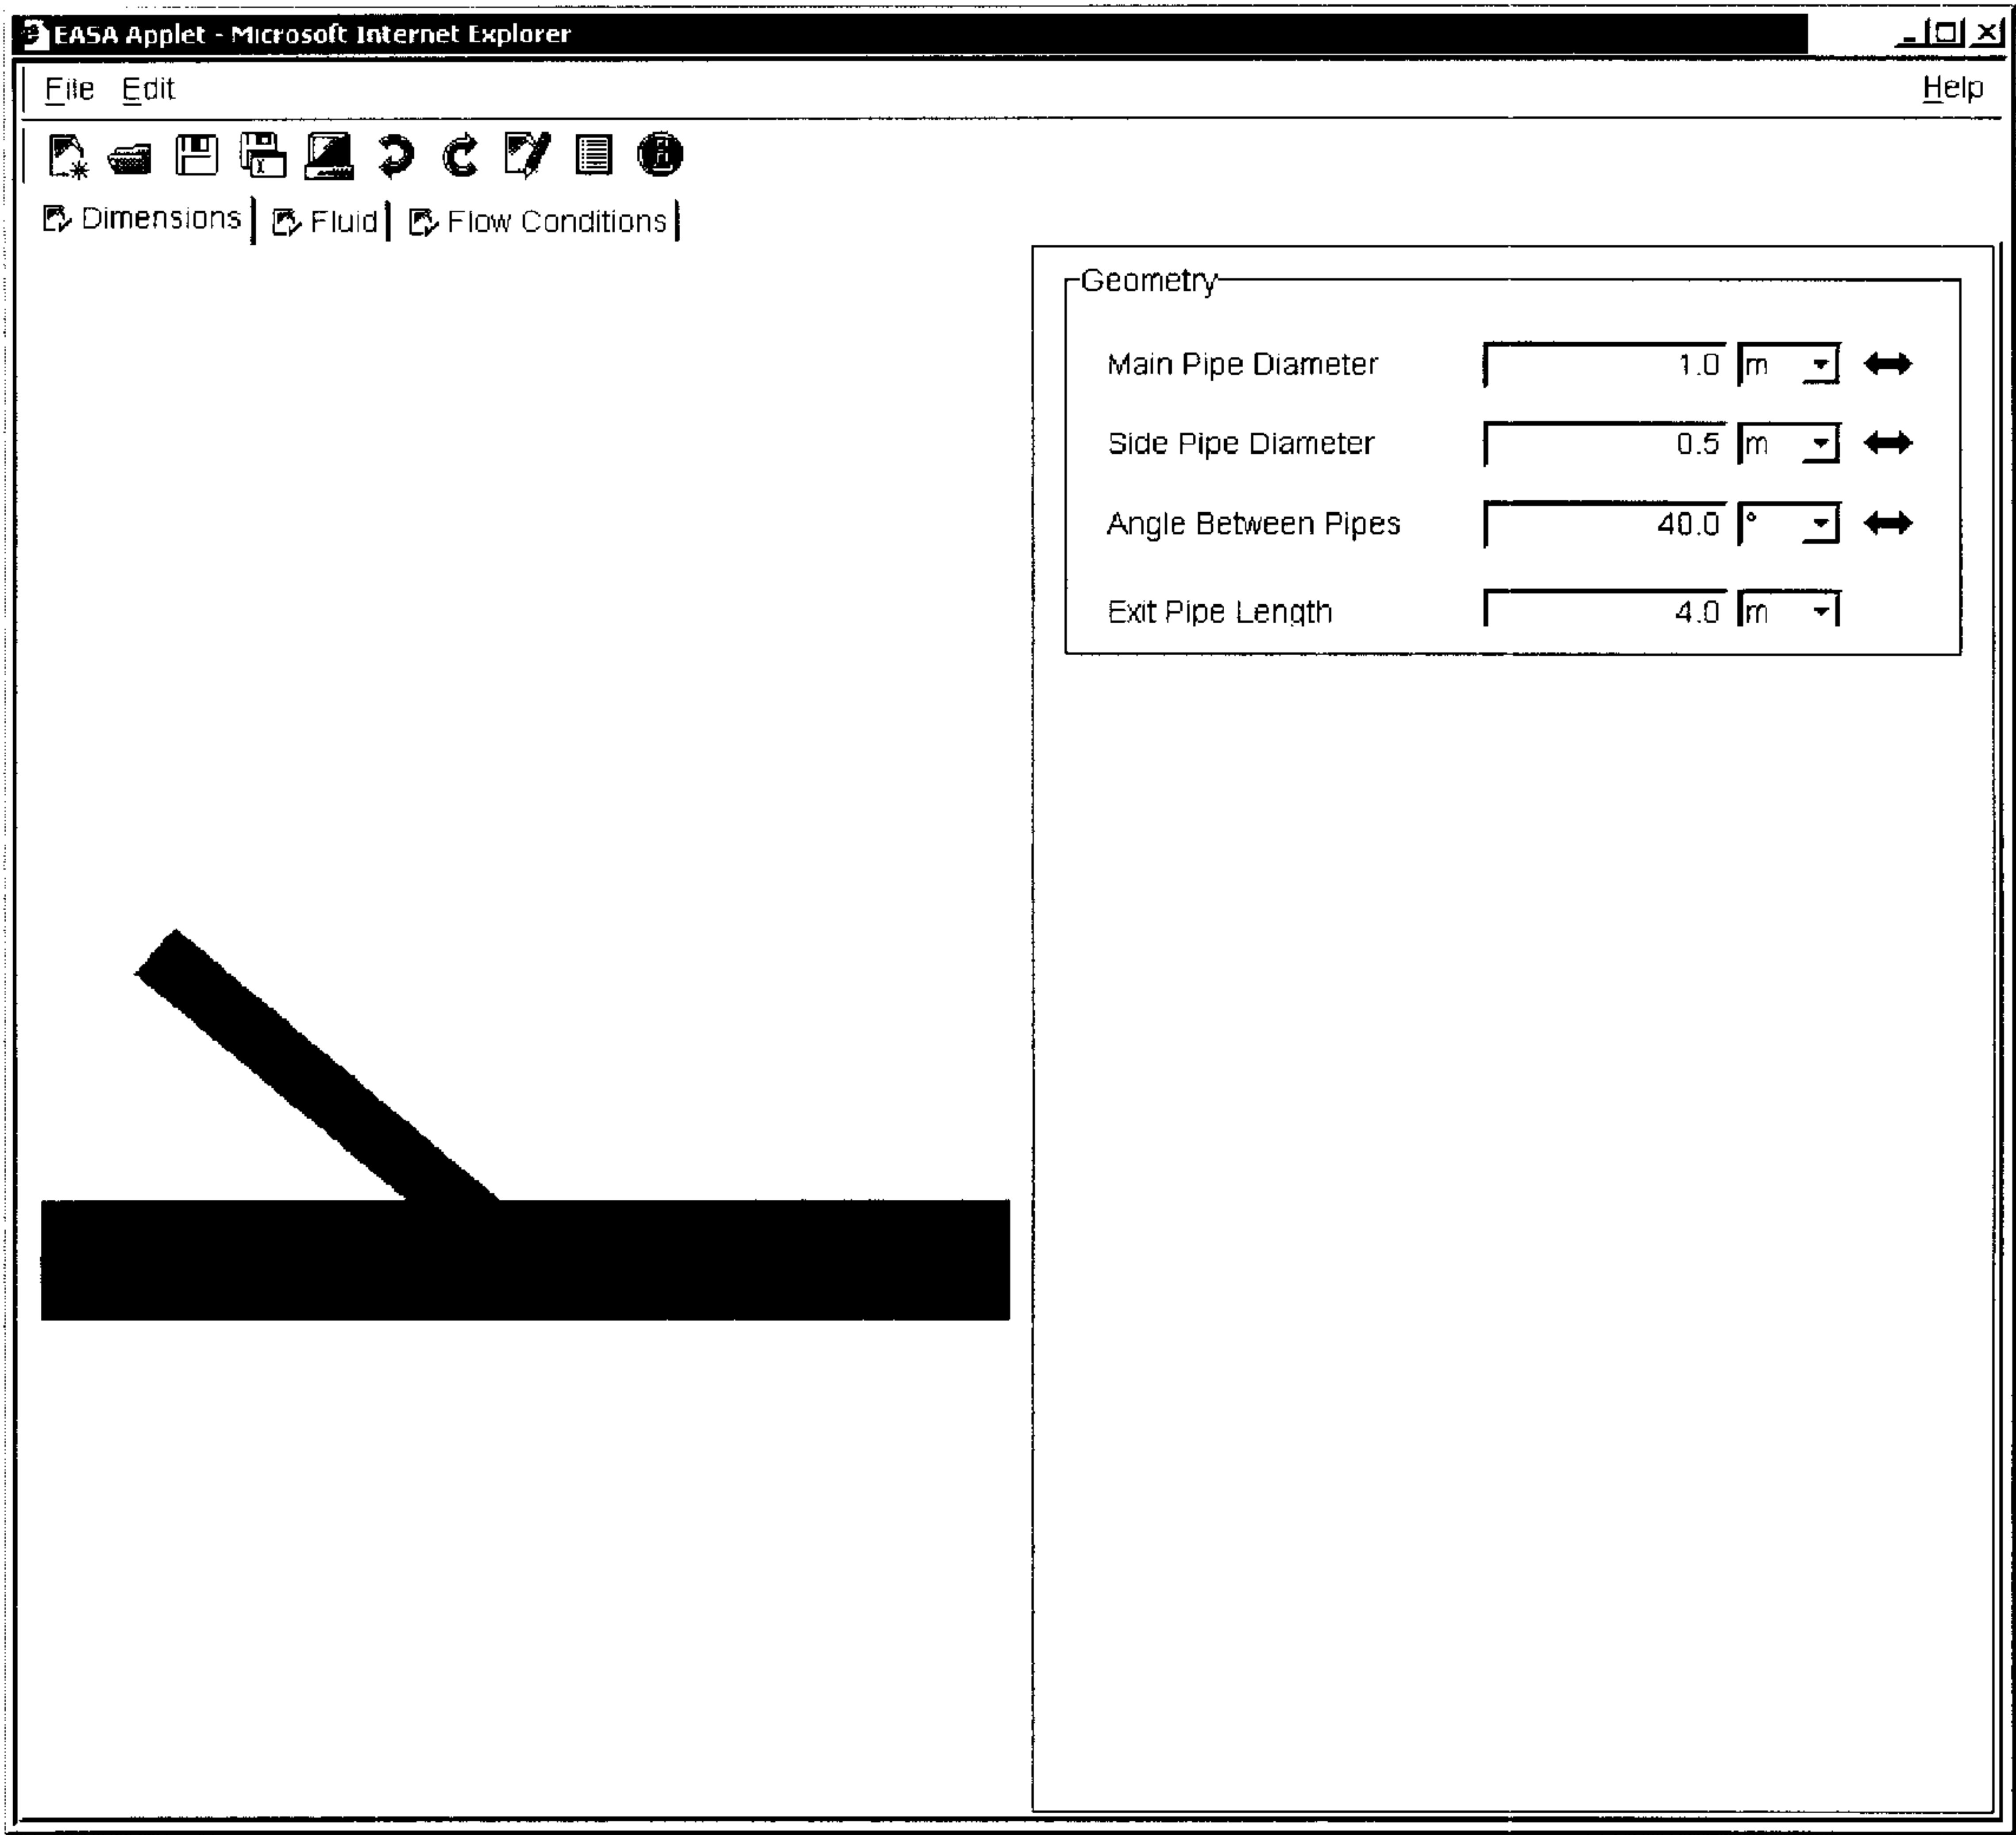 EASA Applet - Microsoft Internet Explorer
File Edit Help
Dimensions Fluid Flow Conditions
Geometry
Main Pipe Diameter 1.0 m
Side Pipe Diameter 0.5 m
Angle Between Pipes 40.0 °
Exit Pipe Length 4.0 m